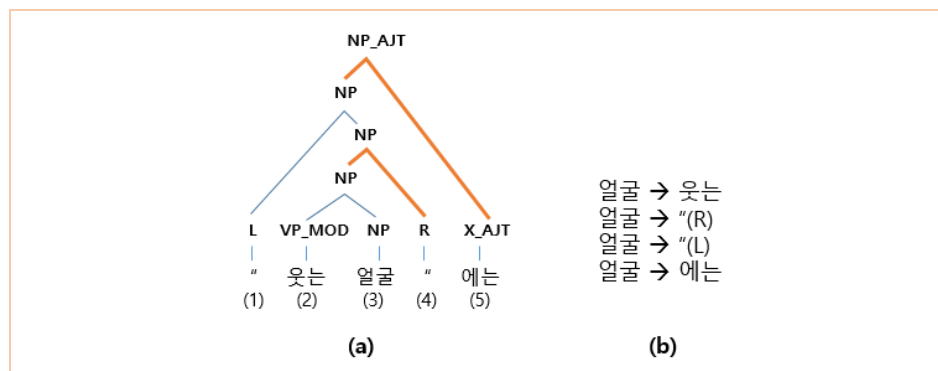 NP_AJT
NP
NP
NP
L VP_MOD NP R X_AJT
“ 웃는 얼굴 “ 에는
(1) (2) (3) (4) (5)
(a)
얼굴 → 웃는
얼굴 → “(R)
얼굴 → “(L)
얼굴 → 에는
(b)